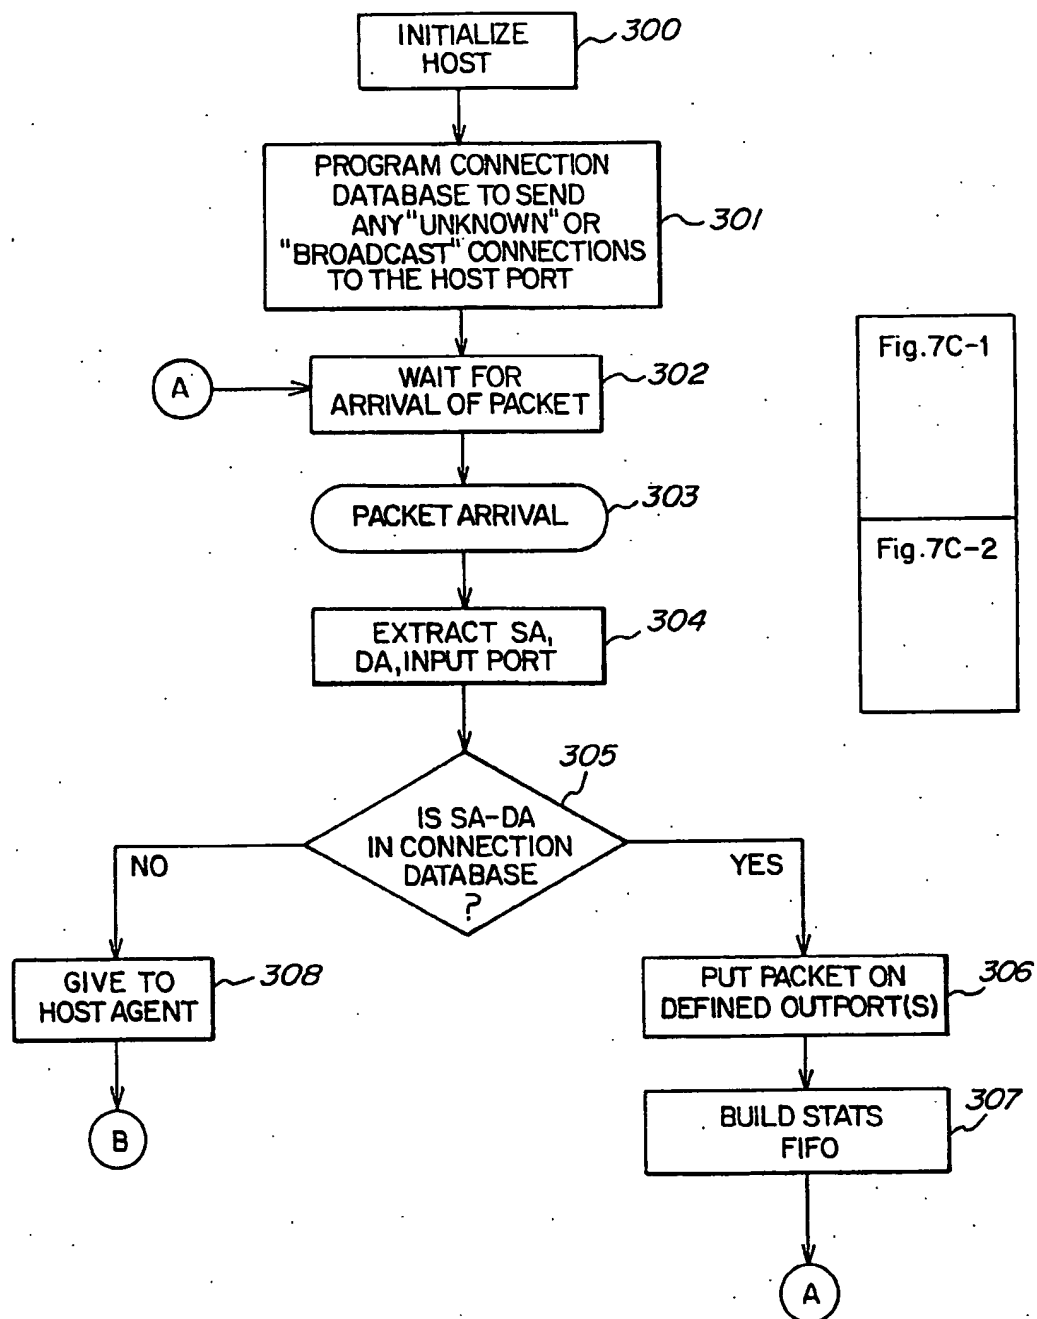 INITIALIZE
HOST
300
PROGRAM CONNECTION
DATABASE TO SEND
ANY "UNKNOWN" OR
"BROADCAST" CONNECTIONS
TO THE HOST PORT
301
A
WAIT FOR
ARRIVAL OF PACKET
302
PACKET ARRIVAL
303
EXTRACT SA,
DA, INPUT PORT
304
Fig.7C-1
Fig.7C-2
305
IS SA-DA
IN CONNECTION
DATABASE
?
NO
YES
GIVE TO
HOST AGENT
308
B
PUT PACKET ON
DEFINED OUTPORT(S)
306
BUILD STATS
FIFO
307
A